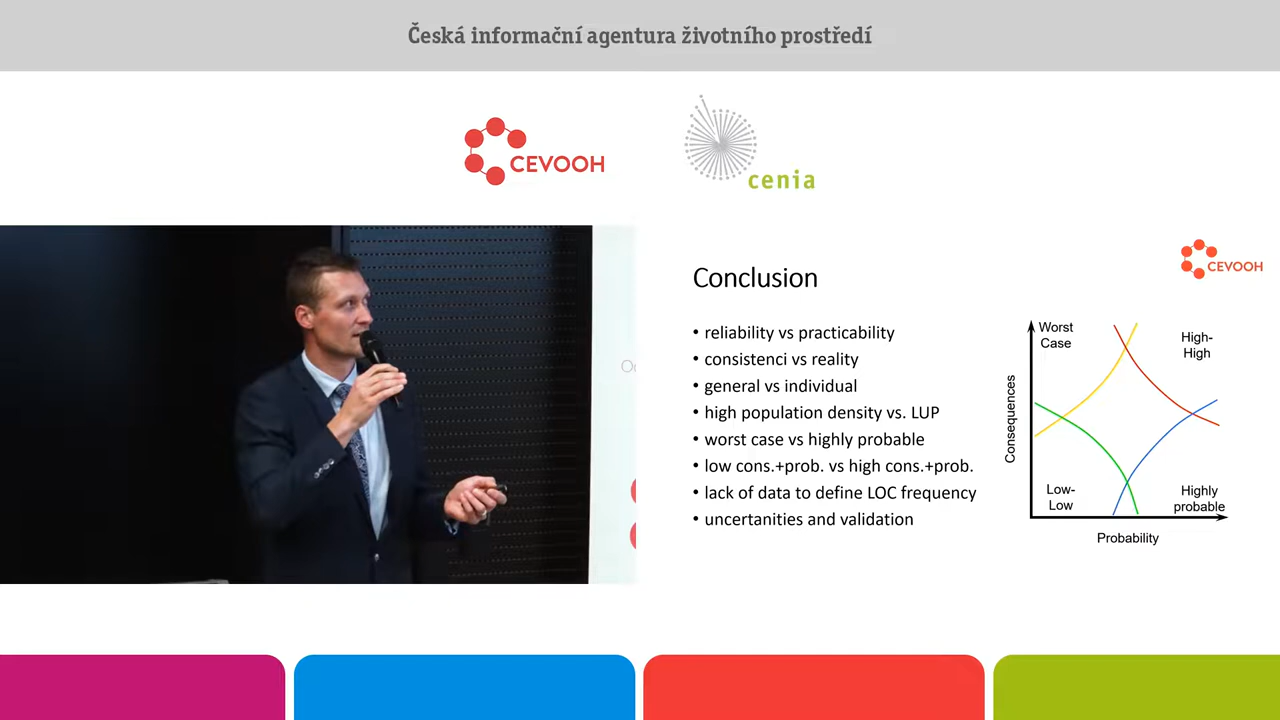 Česká informační agentura životního prostředí
CEVOOH
cenia
CEVOOH
Conclusion
• reliability vs practicability
• consistenci vs reality
• general vs individual
• high population density vs. LUP
• worst case vs highly probable
• low cons.+prob. vs high cons.+prob.
• lack of data to define LOC frequency
• uncertanities and validation
Worst
Case
High-
High
Consequences
Low-
Low
Highly
probable
Probability